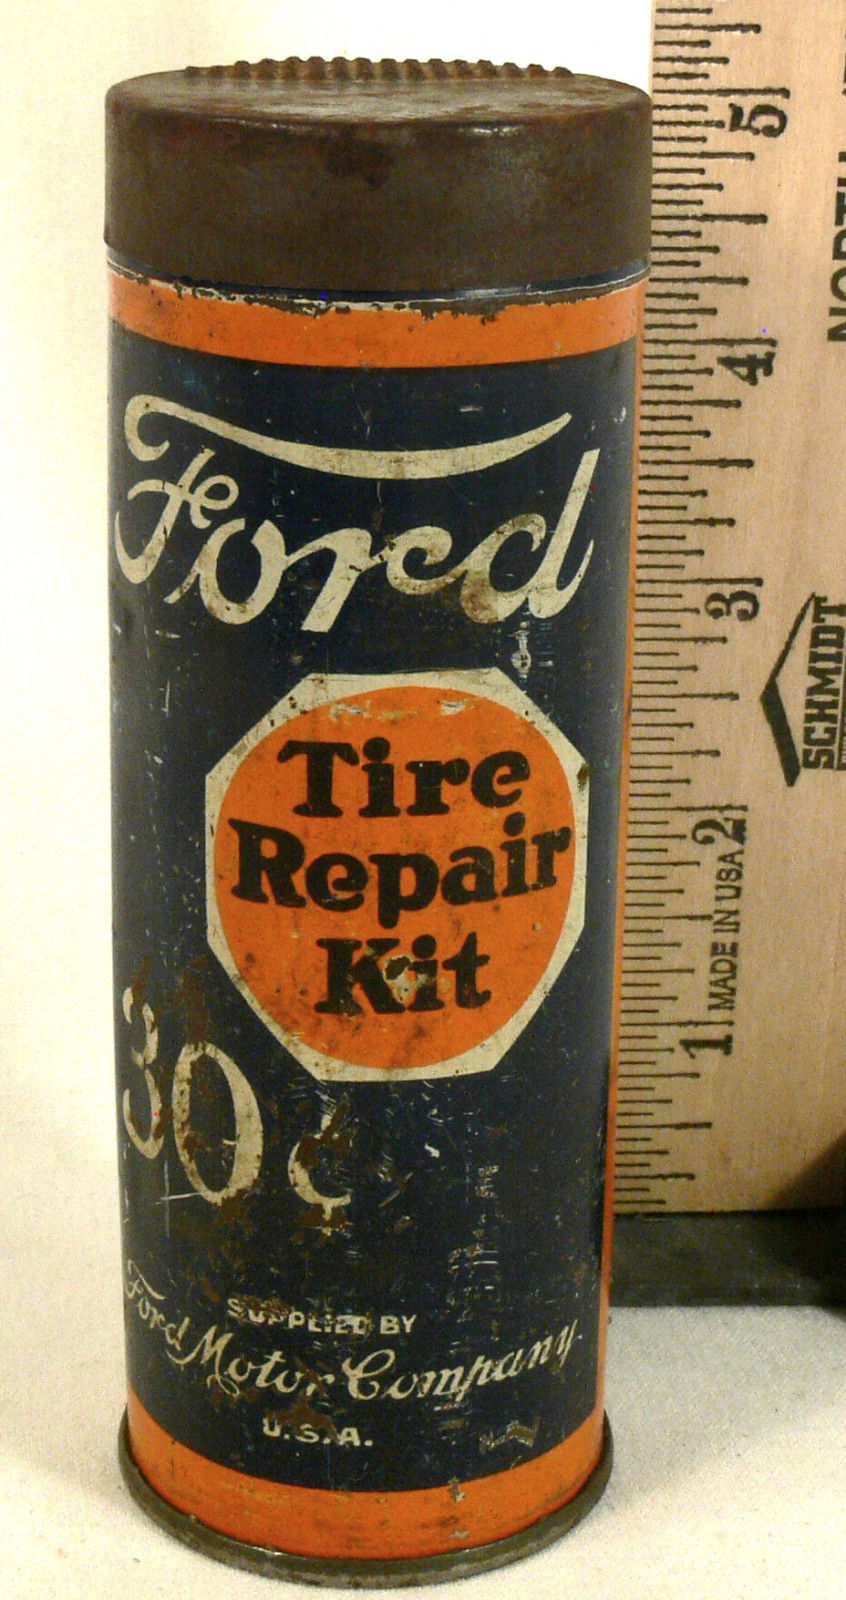 Ford
Tire
Repair
Kit
30¢
SUPPLIED BY
Ford Motor Company
U.S.A.
5
4
3
2
1
MADE IN USA
SCHMIDT